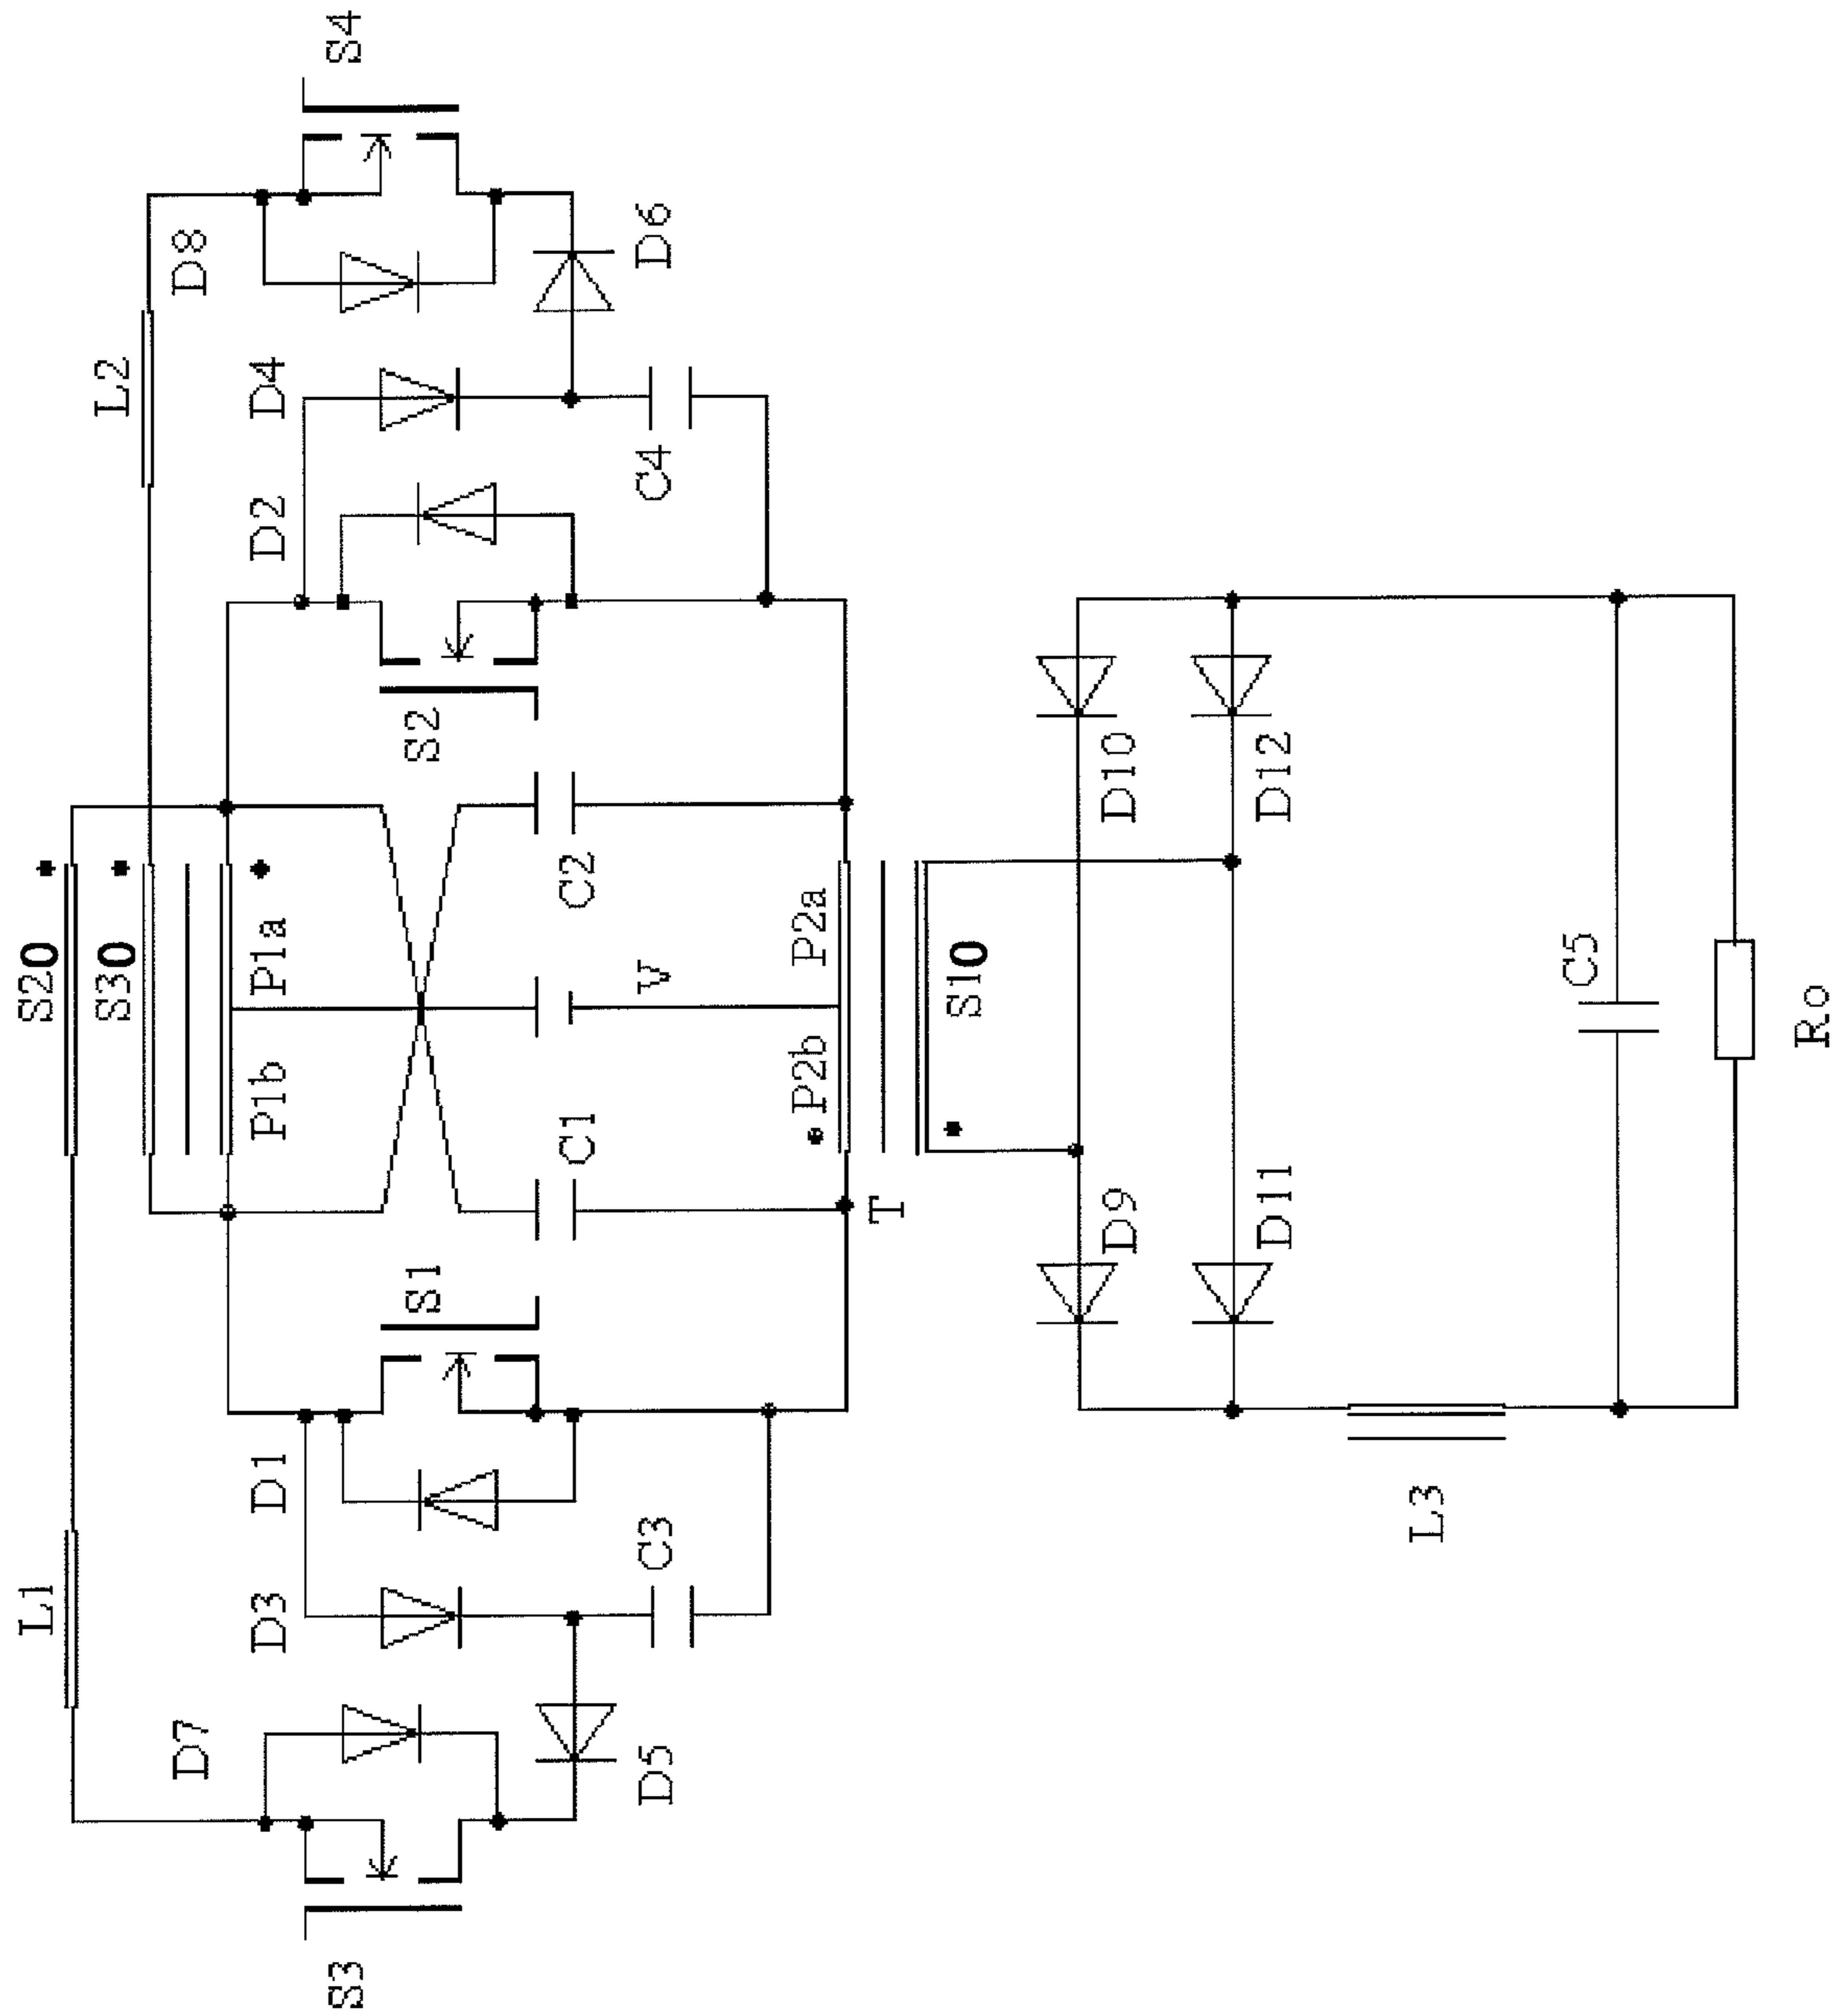 L1
S20
S30
L2
D7
D8
D3
D1
P1b
P1a
D2
D4
S3
S4
S1
S2
C1
C2
D5
C3
V
C4
D6
P2b
P2a
T
S10
D9
D10
D11
D12
L3
C5
Ro